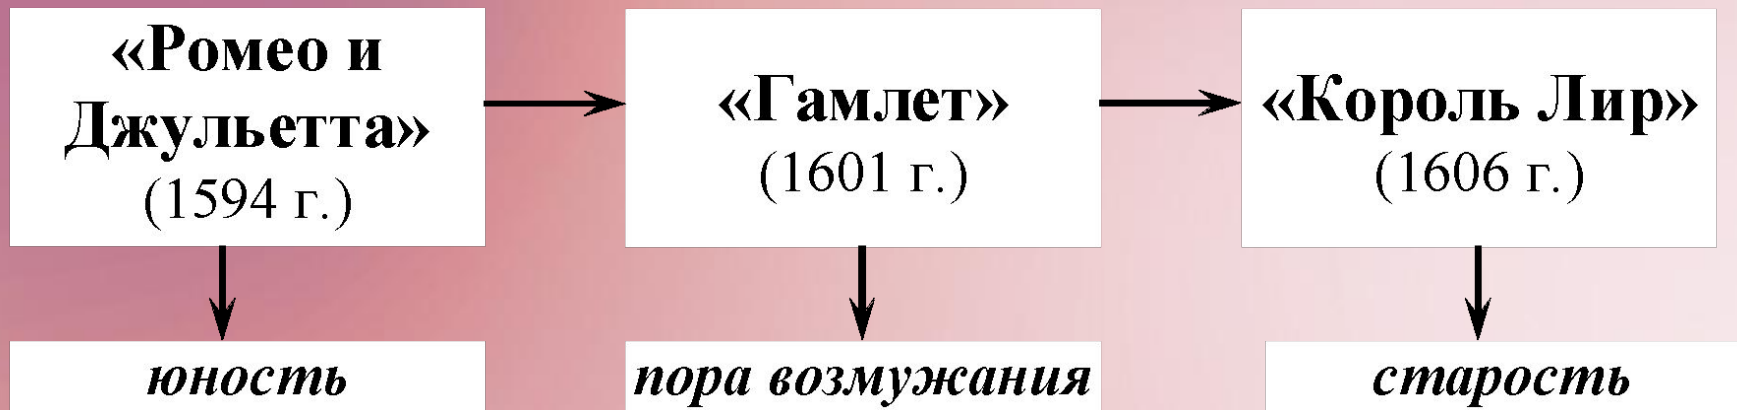 «Ромео и
Джульетта»
(1594 г.)
«Гамлет»
(1601 г.)
«Король Лир»
(1606 г.)
юность
пора возмужания
старость